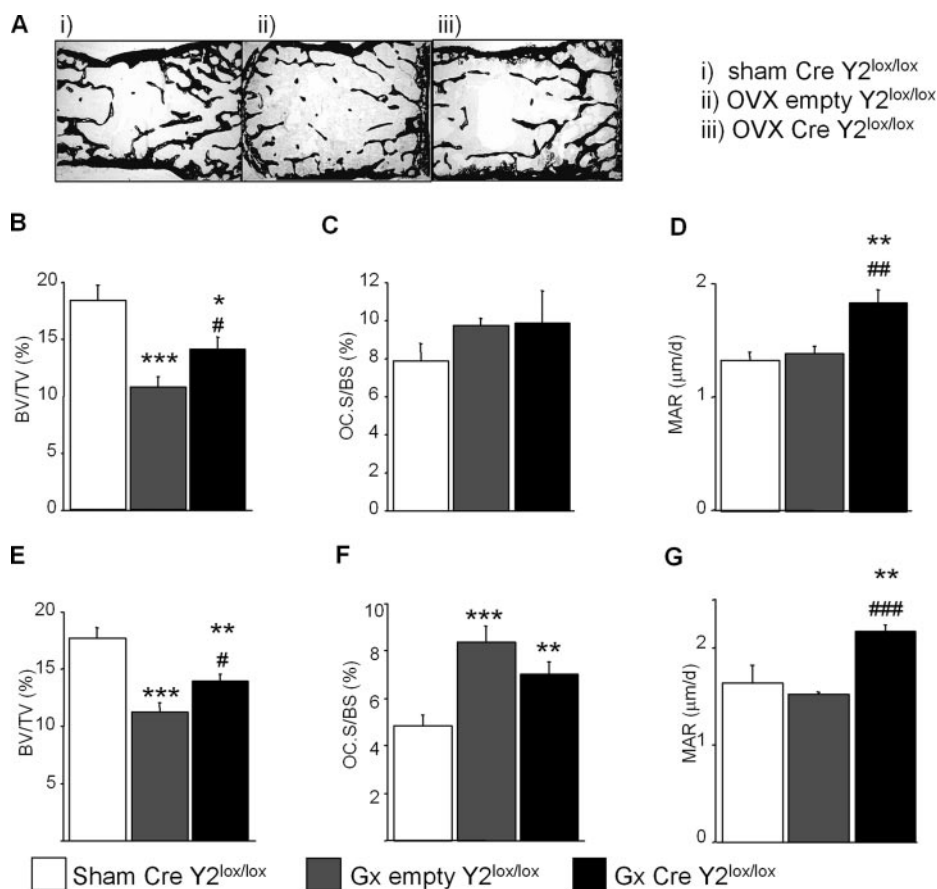 A i) ii) iii)
i) sham Cre Y2lox/lox
ii) OVX empty Y2lox/lox
iii) OVX Cre Y2lox/lox
B
20
15
10
5
0
BV/TV (%)
***
*
#
C
12
10
8
6
4
2
0
OC.S/BS (%)
D
2
1
0
MAR (µm/d)
**
##
E
20
15
10
5
BV/TV (%)
***
**
#
F
10
8
6
4
2
OC.S/BS (%)
***
**
G
2
1
0
MAR (µm/d)
**
###
Sham Cre Y2lox/lox Gx empty Y2lox/lox Gx Cre Y2lox/lox